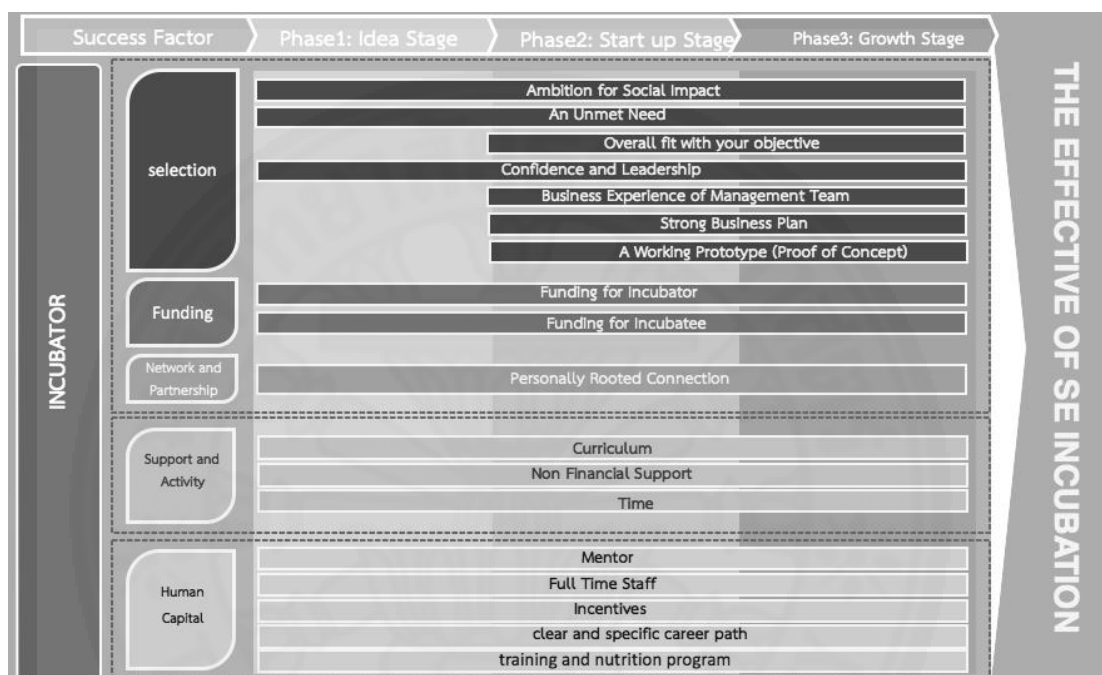 Success Factor
Phase1: Idea Stage
Phase2: Start up Stage
Phase3: Growth Stage
INCUBATOR
selection
Ambition for Social Impact
An Unmet Need
Overall fit with your objective
Confidence and Leadership
Business Experience of Management Team
Strong Business Plan
A Working Prototype (Proof of Concept)
Funding
Funding for Incubator
Funding for Incubatee
Network and
Partnership
Personally Rooted Connection
Support and
Activity
Curriculum
Non Financial Support
Time
Human
Capital
Mentor
Full Time Staff
Incentives
clear and specific career path
training and nutrition program
THE EFFECTIVE OF SE INCUBATION